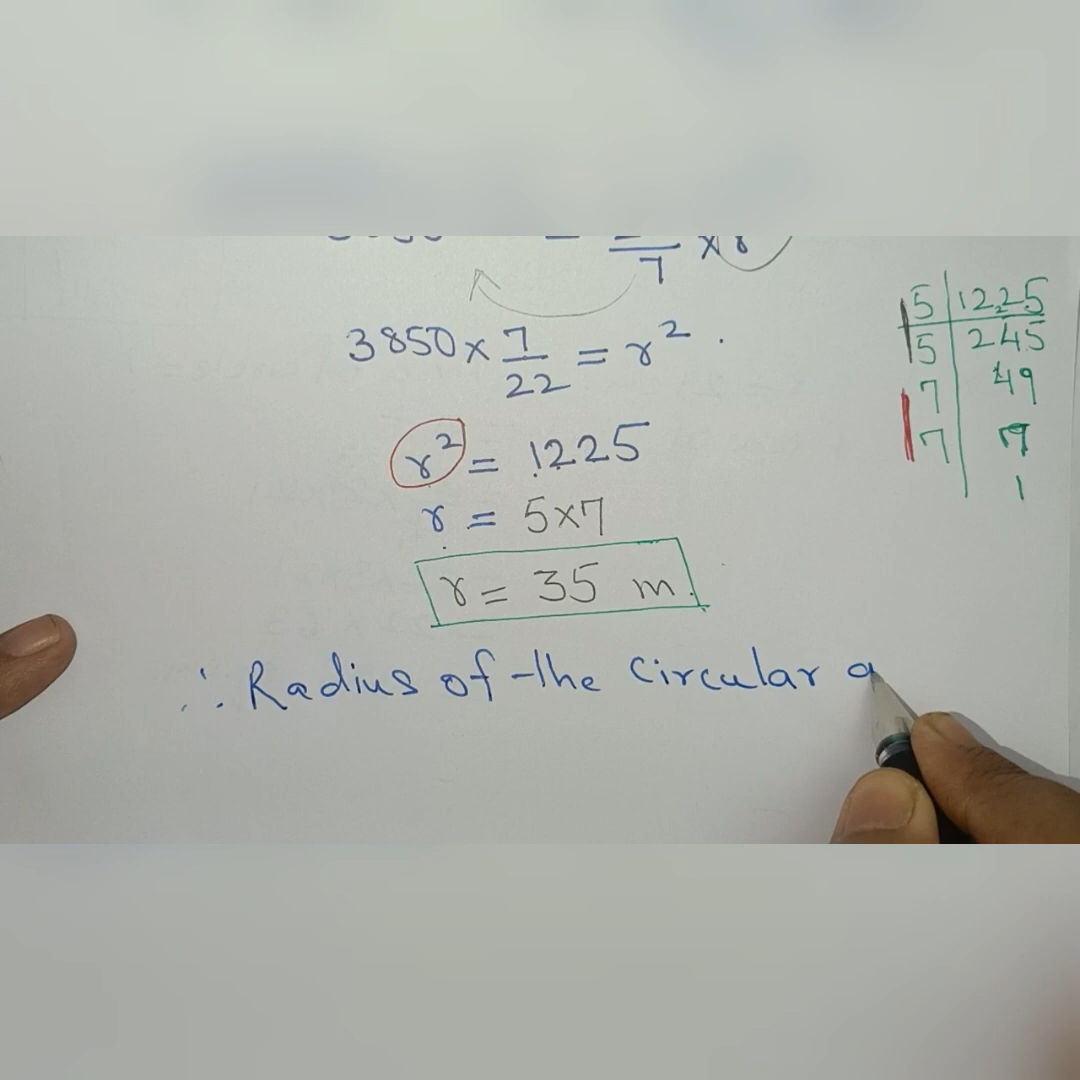 7 × r
3850 × 7/22 = r² .
r² = 1225
r = 5×7
r = 35 m.
∴ Radius of the circular a
5 | 1225
5 | 245
7 | 49
7 | 7
1